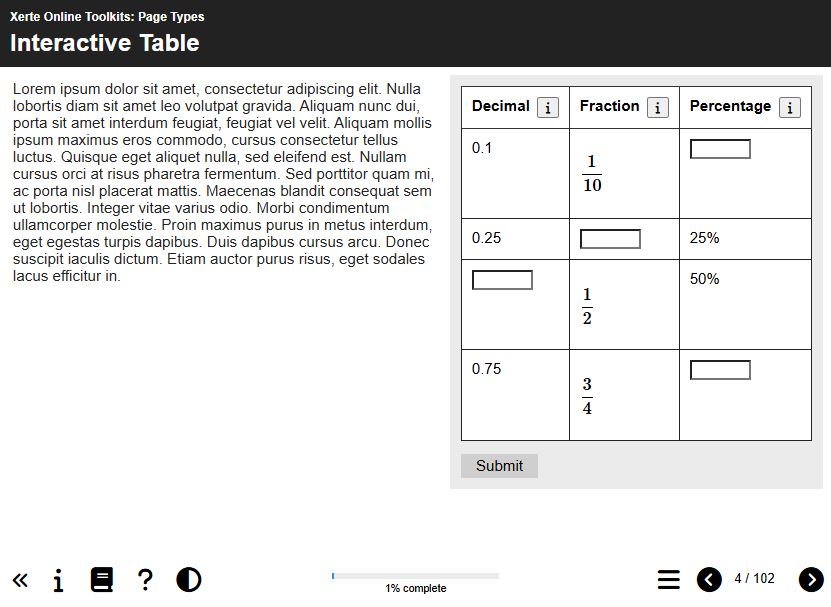 Xerte Online Toolkits: Page Types
Interactive Table
Lorem ipsum dolor sit amet, consectetur adipiscing elit. Nulla
lobortis diam sit amet leo volutpat gravida. Aliquam nunc dui,
porta sit amet interdum feugiat, feugiat vel velit. Aliquam mollis
ipsum maximus eros commodo, cursus consectetur tellus
luctus. Quisque eget aliquet nulla, sed eleifend est. Nullam
cursus orci at risus pharetra fermentum. Sed porttitor quam mi,
ac porta nisl placerat mattis. Maecenas blandit consequat sem
ut lobortis. Integer vitae varius odio. Morbi condimentum
ullamcorper molestie. Proin maximus purus in metus interdum,
eget egestas turpis dapibus. Duis dapibus cursus arcu. Donec
suscipit iaculis dictum. Etiam auctor purus risus, eget sodales
lacus efficitur in.
Decimal i Fraction i Percentage i
0.1
1
10
0.25 25%
50%
1
2
0.75
3
4
Submit
« i ? 1% complete 4 / 102